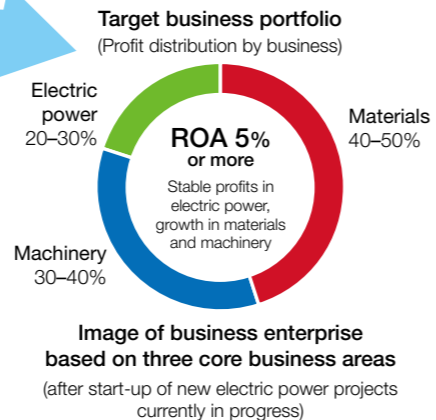 Target business portfolio
(Profit distribution by business)
Electric
power
20–30%
Materials
40–50%
ROA 5%
or more
Stable profits in
electric power,
growth in materials
and machinery
Machinery
30–40%
Image of business enterprise
based on three core business areas
(after start-up of new electric power projects
currently in progress)